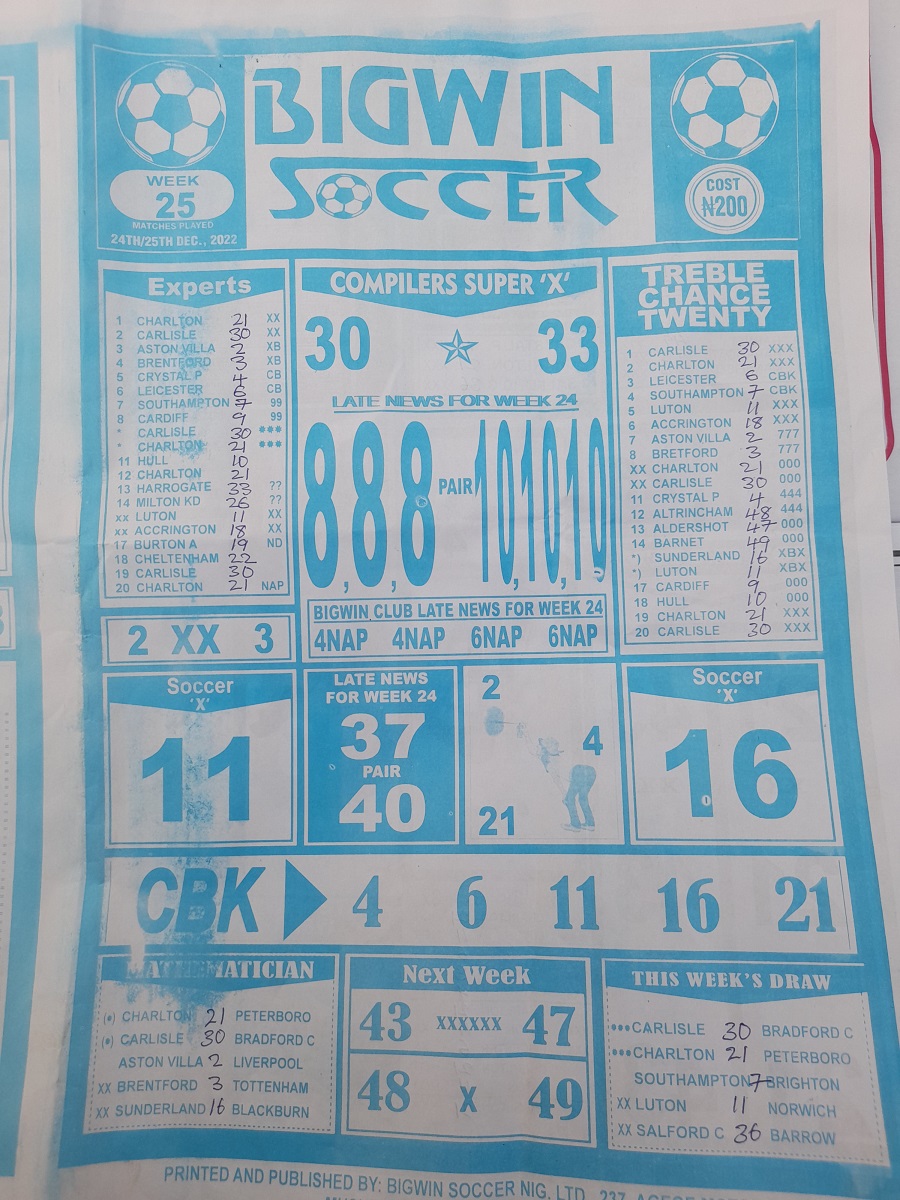 BIGWIN
SOCCER
WEEK
25
MATCHES PLAYED
24TH/25TH DEC., 2022
COST
₦200
Experts
1 CHARLTON 21 XX
2 CARLISLE 30 XX
3 ASTON VILLA 2 XB
4 BRENTFORD 3 XB
5 CRYSTAL P 4 CB
6 LEICESTER 6 CB
7 SOUTHAMPTON 7 99
8 CARDIFF 9 99
* CARLISLE 30 ***
* CHARLTON 21 ***
11 HULL 10
12 CHARLTON 21
13 HARROGATE 33 ??
14 MILTON KD 26 ??
xx LUTON 11 XX
xx ACCRINGTON 18 XX
17 BURTON A 19 ND
18 CHELTENHAM 22
19 CARLISLE 30
20 CHARLTON 21 NAP
2 XX 3
COMPILERS SUPER 'X'
30 33
LATE NEWS FOR WEEK 24
8,8,8 PAIR 10,10,10
BIGWIN CLUB LATE NEWS FOR WEEK 24
4NAP 4NAP 6NAP 6NAP
TREBLE
CHANCE
TWENTY
1 CARLISLE 30 XXX
2 CHARLTON 21 XXX
3 LEICESTER 6 CBK
4 SOUTHAMPTON 7 CBK
5 LUTON 11 XXX
6 ACCRINGTON 18 XXX
7 ASTON VILLA 2 777
8 BRETFORD 3 777
XX CHARLTON 21 000
XX CARLISLE 30 000
11 CRYSTAL P 4 444
12 ALTRINCHAM 48 444
13 ALDERSHOT 47 000
14 BARNET 49 000
*) SUNDERLAND 16 XBX
*) LUTON 11 XBX
17 CARDIFF 9 000
18 HULL 10 000
19 CHARLTON 21 XXX
20 CARLISLE 30 XXX
Soccer
'X'
11
LATE NEWS
FOR WEEK 24
37
PAIR
40
2
4
21
Soccer
'X'
16
CBK 4 6 11 16 21
MATHEMATICIAN
(•) CHARLTON 21 PETERBORO
(•) CARLISLE 30 BRADFORD C
ASTON VILLA 2 LIVERPOOL
XX BRENTFORD 3 TOTTENHAM
XX SUNDERLAND 16 BLACKBURN
Next Week
43 XXXXXX 47
48 X 49
THIS WEEK'S DRAW
•••CARLISLE 30 BRADFORD C
•••CHARLTON 21 PETERBORO
SOUTHAMPTON 7 BRIGHTON
XX LUTON 11 NORWICH
XX SALFORD C 36 BARROW
PRINTED AND PUBLISHED BY: BIGWIN SOCCER NIG. LTD. 237,